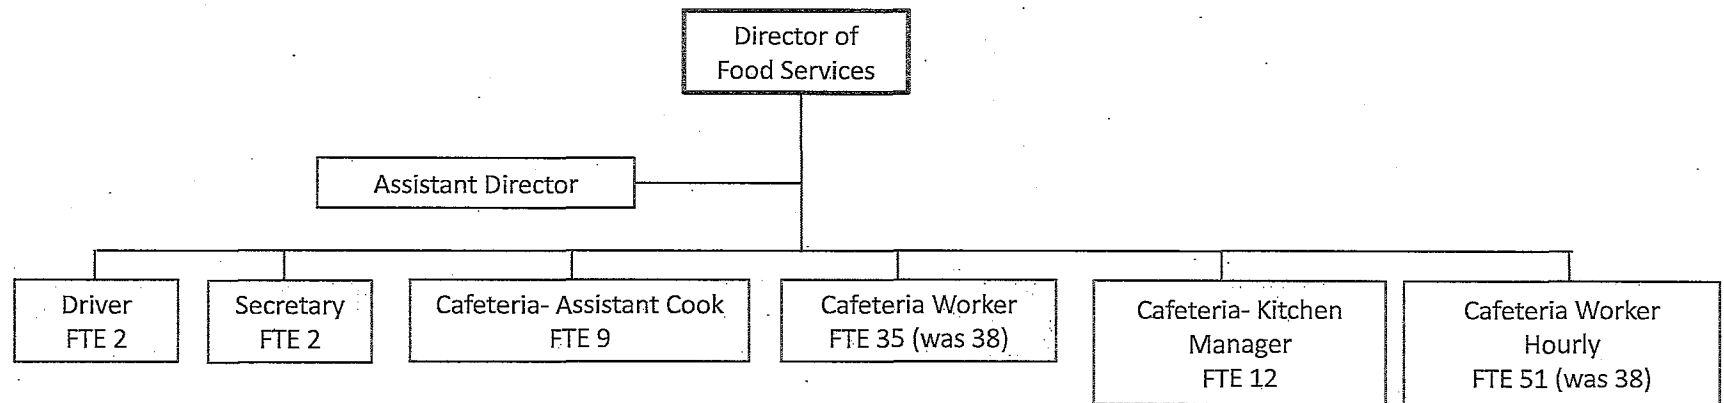 Director of
Food Services
Assistant Director
Driver
FTE 2
Secretary
FTE 2
Cafeteria- Assistant Cook
FTE 9
Cafeteria Worker
FTE 35 (was 38)
Cafeteria- Kitchen
Manager
FTE 12
Cafeteria Worker
Hourly
FTE 51 (was 38)